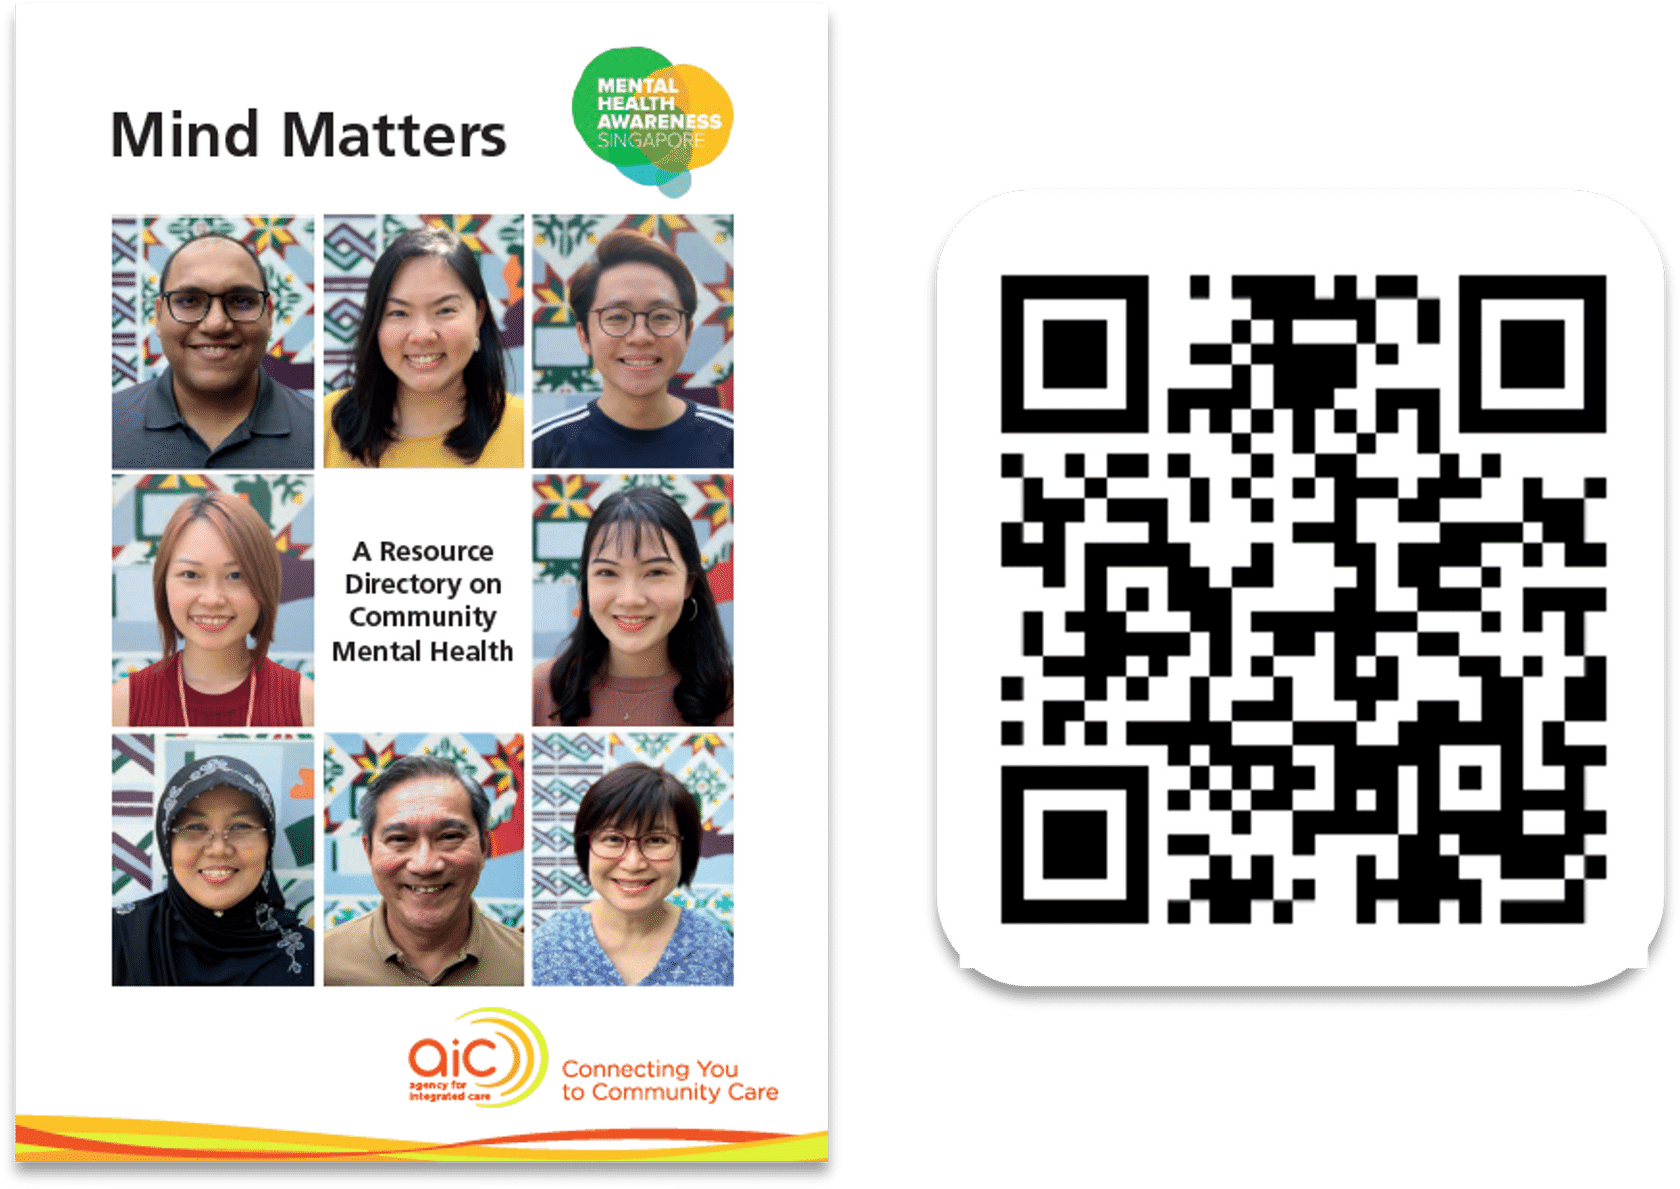 Mind Matters
MENTAL
HEALTH
AWARENESS
SINGAPORE
A Resource
Directory on
Community
Mental Health
aic
agency for
integrated care
Connecting You
to Community Care